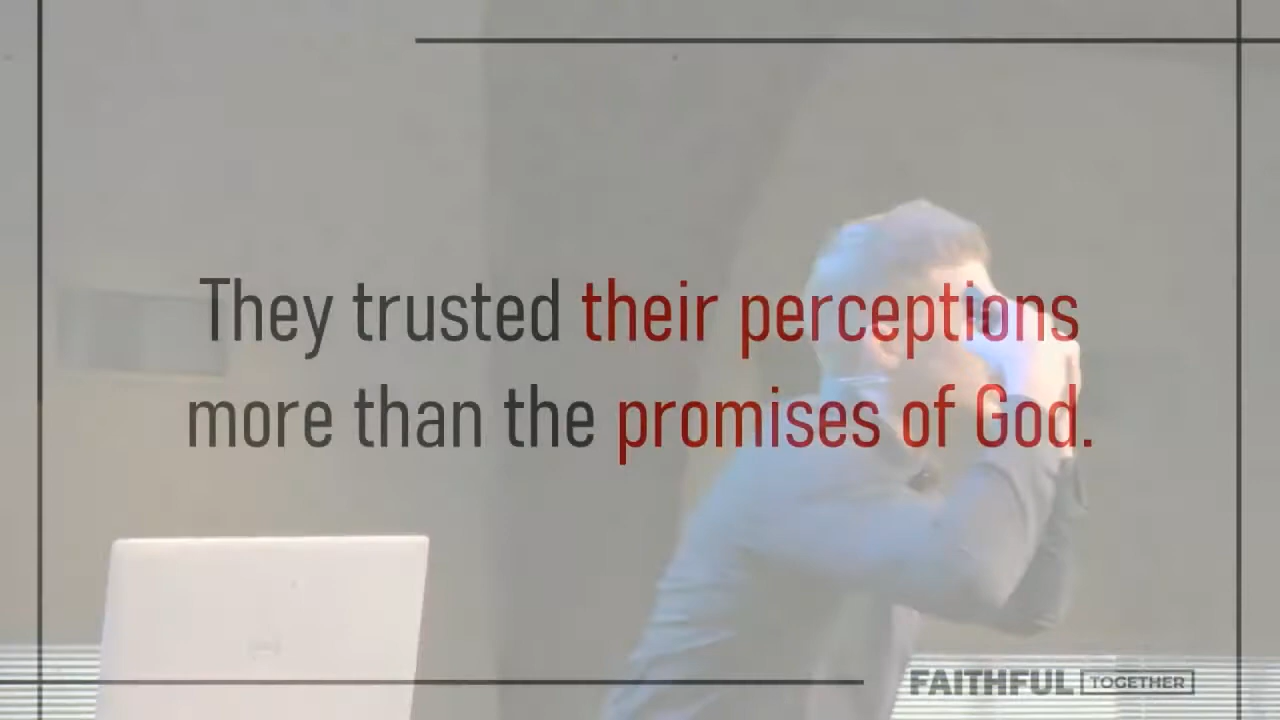 They trusted their perceptions
more than the promises of God.
FAITHFUL TOGETHER